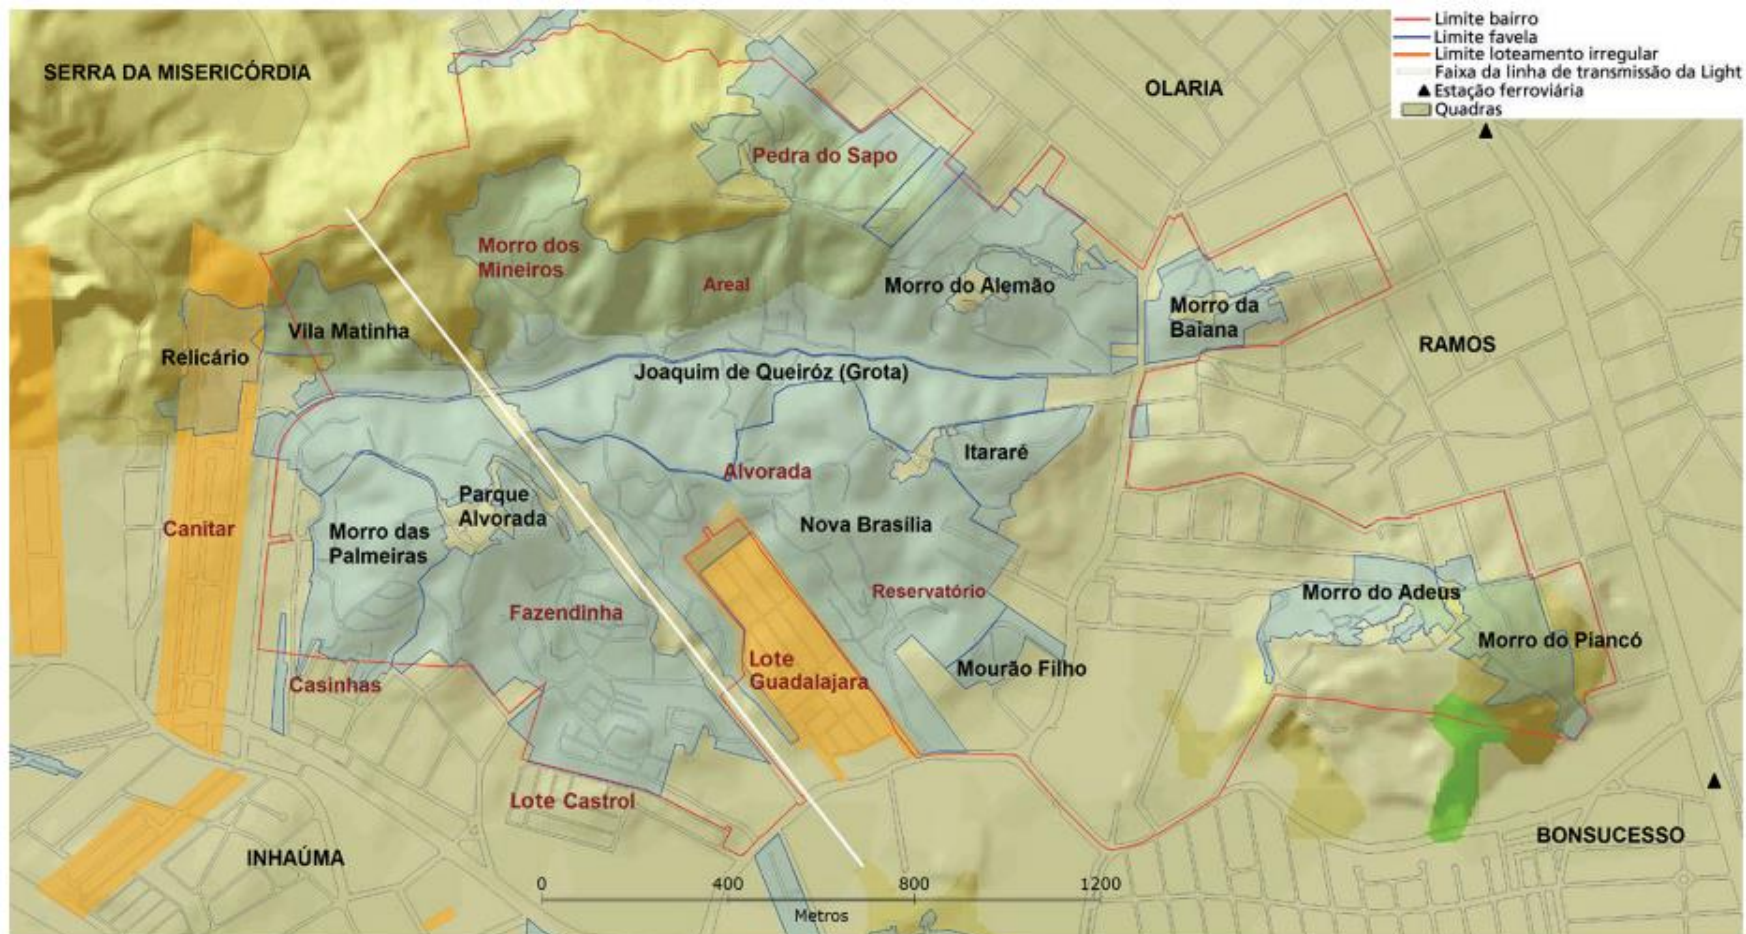 Limite bairro
Limite favela
Limite loteamento irregular
Faixa da linha de transmissão da Light
Estação ferroviária
Quadras
SERRA DA MISERICÓRDIA
OLARIA
Pedra do Sapo
Morro dos
Mineiros
Areal
Morro do Alemão
Morro da
Baiana
Vila Matinha
Relicário
RAMOS
Joaquim de Queiróz (Grota)
Itararé
Alvorada
Parque
Alvorada
Nova Brasília
Canitar
Morro das
Palmeiras
Reservatório
Morro do Adeus
Fazendinha
Morro do Piancó
Lote
Guadalajara
Mourão Filho
Casinhas
Lote Castrol
INHAÚMA
BONSUCESSO
0 400 800 1200
Metros